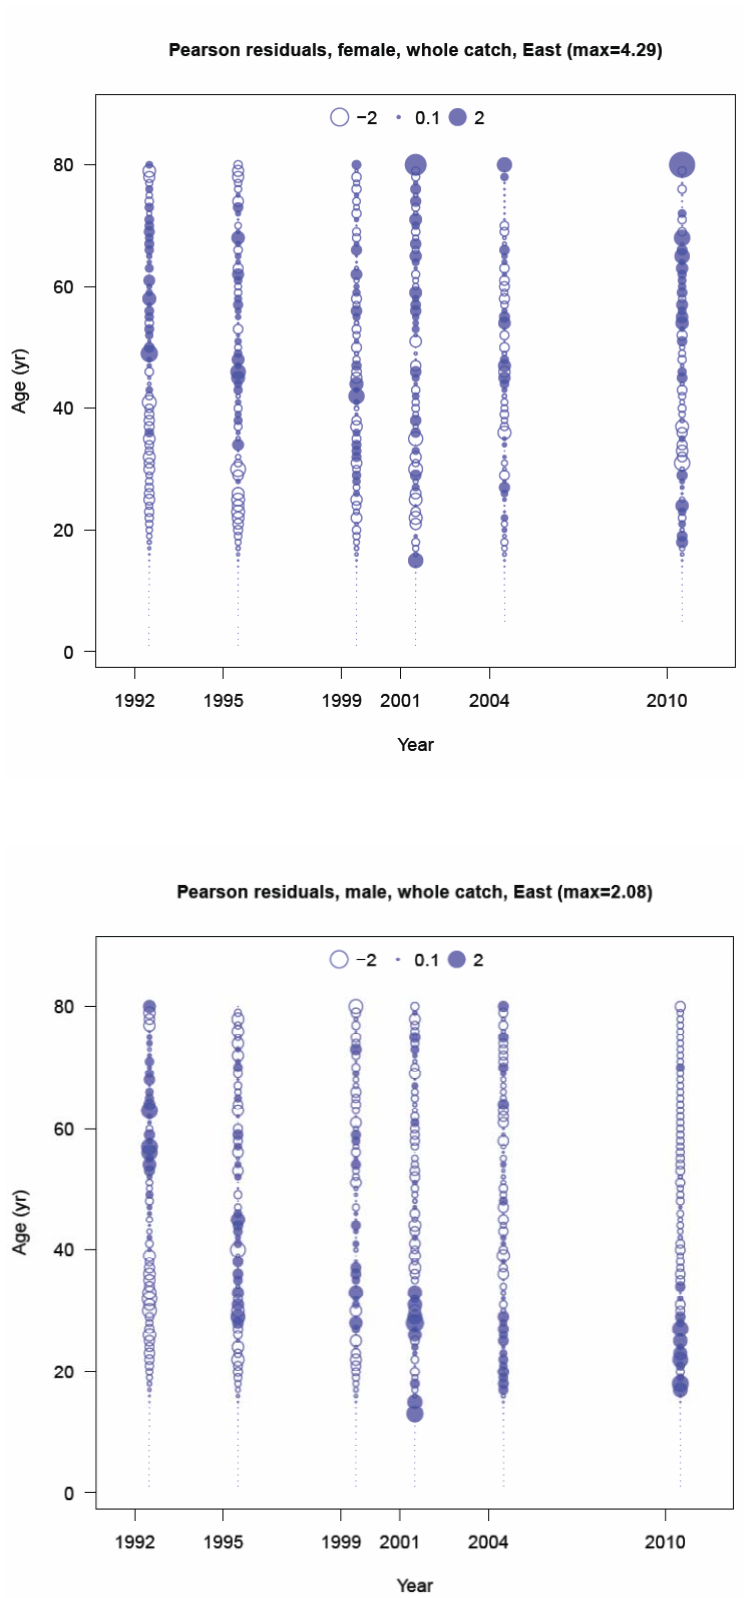 Pearson residuals, female, whole catch, East (max=4.29)
−2 0.1 2
80
60
40
20
0
Age (yr)
1992 1995 1999 2001 2004 2010
Year
Pearson residuals, male, whole catch, East (max=2.08)
−2 0.1 2
80
60
40
20
0
Age (yr)
1992 1995 1999 2001 2004 2010
Year